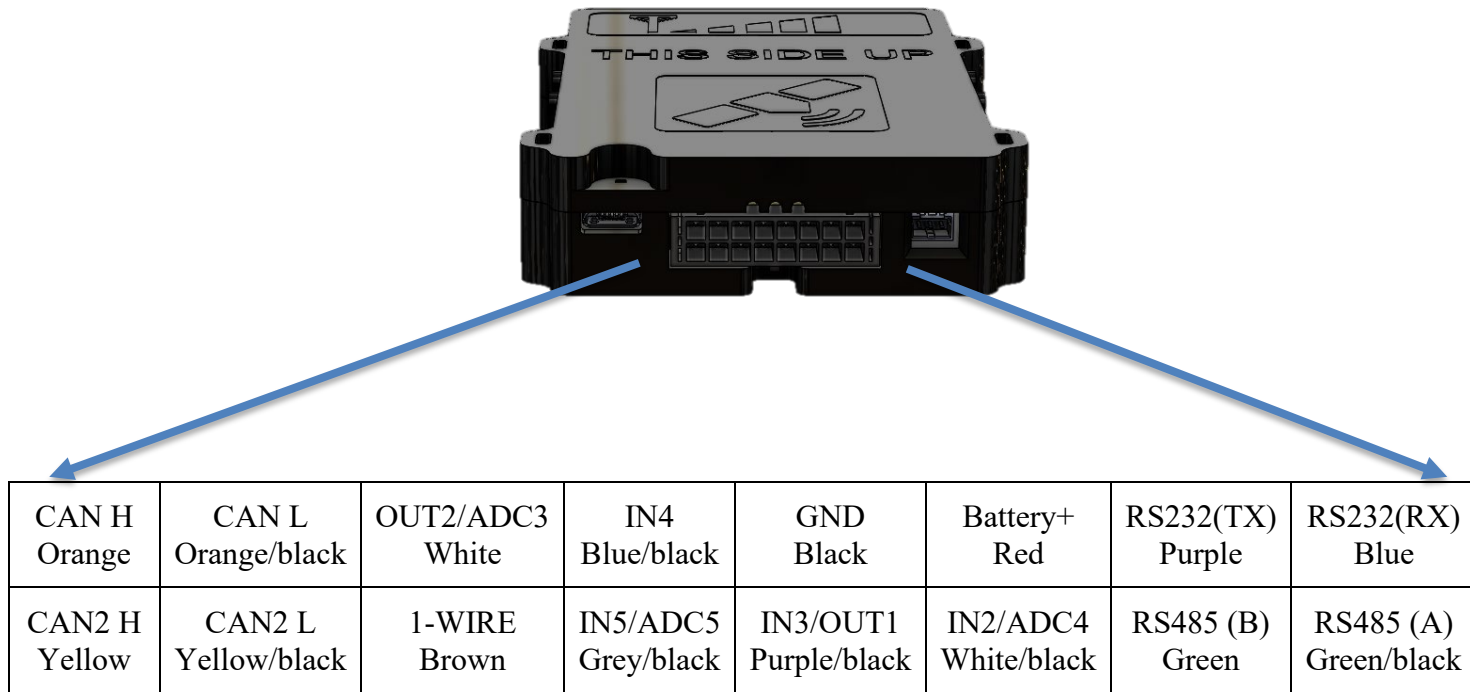 THIS SIDE UP
CAN H
Orange
CAN L
Orange/black
OUT2/ADC3
White
IN4
Blue/black
GND
Black
Battery+
Red
RS232(TX)
Purple
RS232(RX)
Blue
CAN2 H
Yellow
CAN2 L
Yellow/black
1-WIRE
Brown
IN5/ADC5
Grey/black
IN3/OUT1
Purple/black
IN2/ADC4
White/black
RS485 (B)
Green
RS485 (A)
Green/black